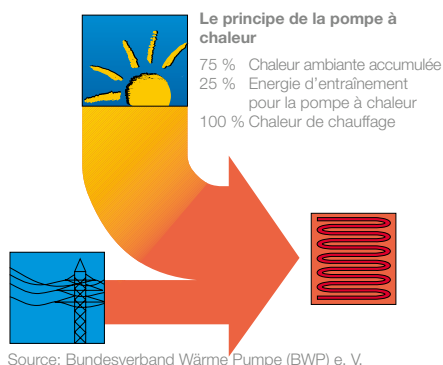 Le principe de la pompe à
chaleur
75 % Chaleur ambiante accumulée
25 % Energie d'entraînement
pour la pompe à chaleur
100 % Chaleur de chauffage
Source: Bundesverband Wärme Pumpe (BWP) e. V.